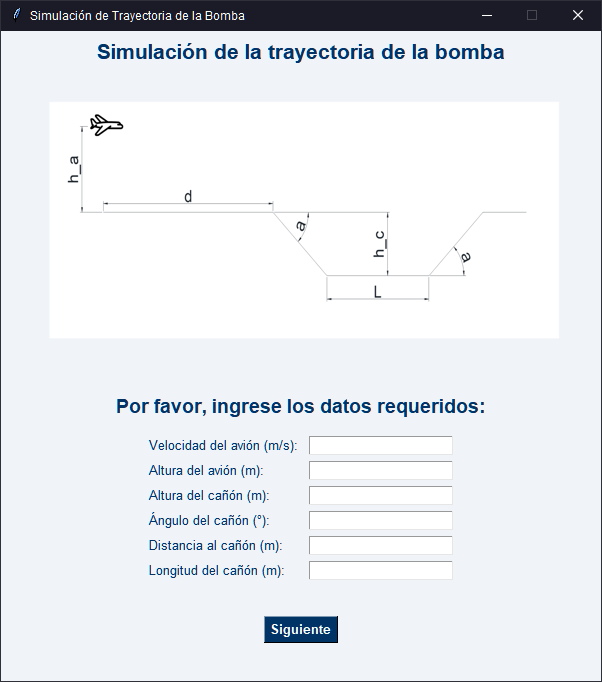 Simulación de Trayectoria de la Bomba
Simulación de la trayectoria de la bomba
h_a
d
a
h_c
a
L
Por favor, ingrese los datos requeridos:
Velocidad del avión (m/s):
Altura del avión (m):
Altura del cañón (m):
Ángulo del cañón (°):
Distancia al cañón (m):
Longitud del cañón (m):
Siguiente